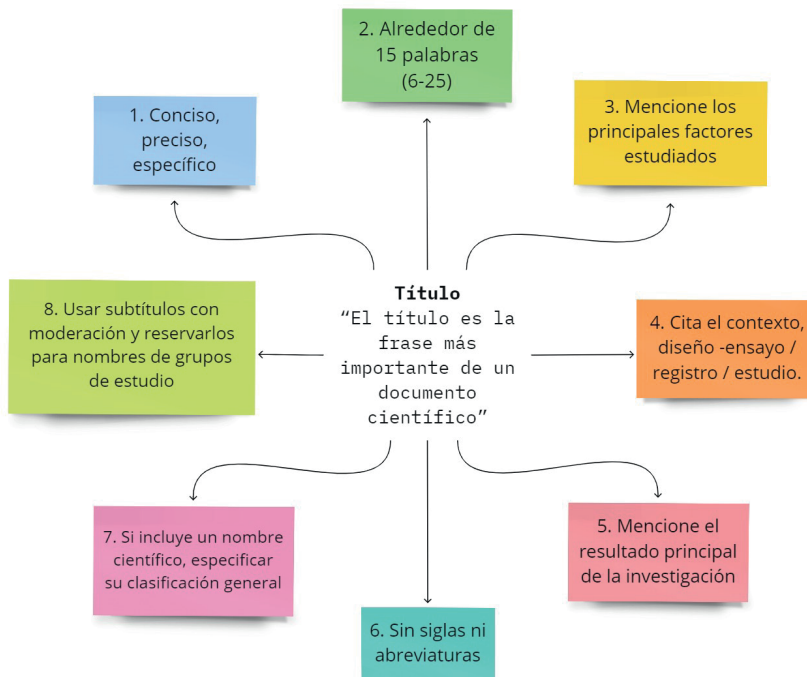 1. Conciso,
preciso,
específico
2. Alrededor de
15 palabras
(6-25)
3. Mencione los
principales factores
estudiados
Título
“El título es la
frase más
importante de un
documento
científico”
8. Usar subtítulos con
moderación y reservarlos
para nombres de grupos
de estudio
4. Cita el contexto,
diseño -ensayo /
registro / estudio.
7. Si incluye un nombre
científico, especificar
su clasificación general
6. Sin siglas ni
abreviaturas
5. Mencione el
resultado principal
de la investigación